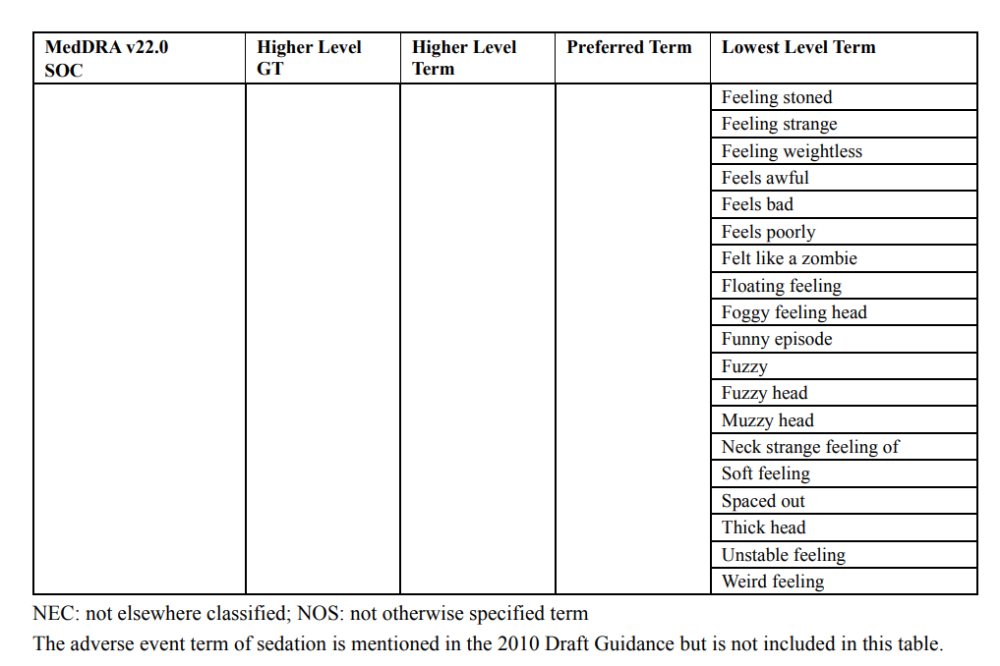 MedDRA v22.0 SOC Higher Level GT Higher Level Term Preferred Term Lowest Level Term
Feeling stoned
Feeling strange
Feeling weightless
Feels awful
Feels bad
Feels poorly
Felt like a zombie
Floating feeling
Foggy feeling head
Funny episode
Fuzzy
Fuzzy head
Muzzy head
Neck strange feeling of
Soft feeling
Spaced out
Thick head
Unstable feeling
Weird feeling
NEC: not elsewhere classified; NOS: not otherwise specified term
The adverse event term of sedation is mentioned in the 2010 Draft Guidance but is not included in this table.